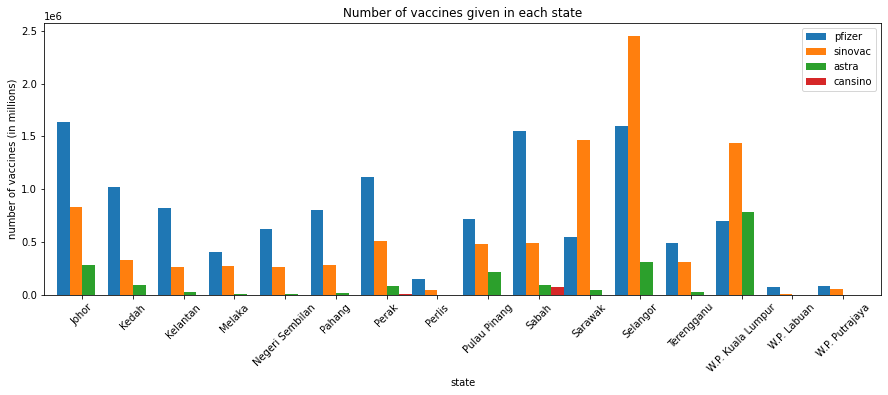 Number of vaccines given in each state
1e6
2.5
2.0
1.5
1.0
0.5
0.0
number of vaccines (in millions)
pfizer
sinovac
astra
cansino
Johor
Kedah
Kelantan
Melaka
Negeri Sembilan
Pahang
Perak
Perlis
Pulau Pinang
Sabah
Sarawak
Selangor
Terengganu
W.P. Kuala Lumpur
W.P. Labuan
W.P. Putrajaya
state